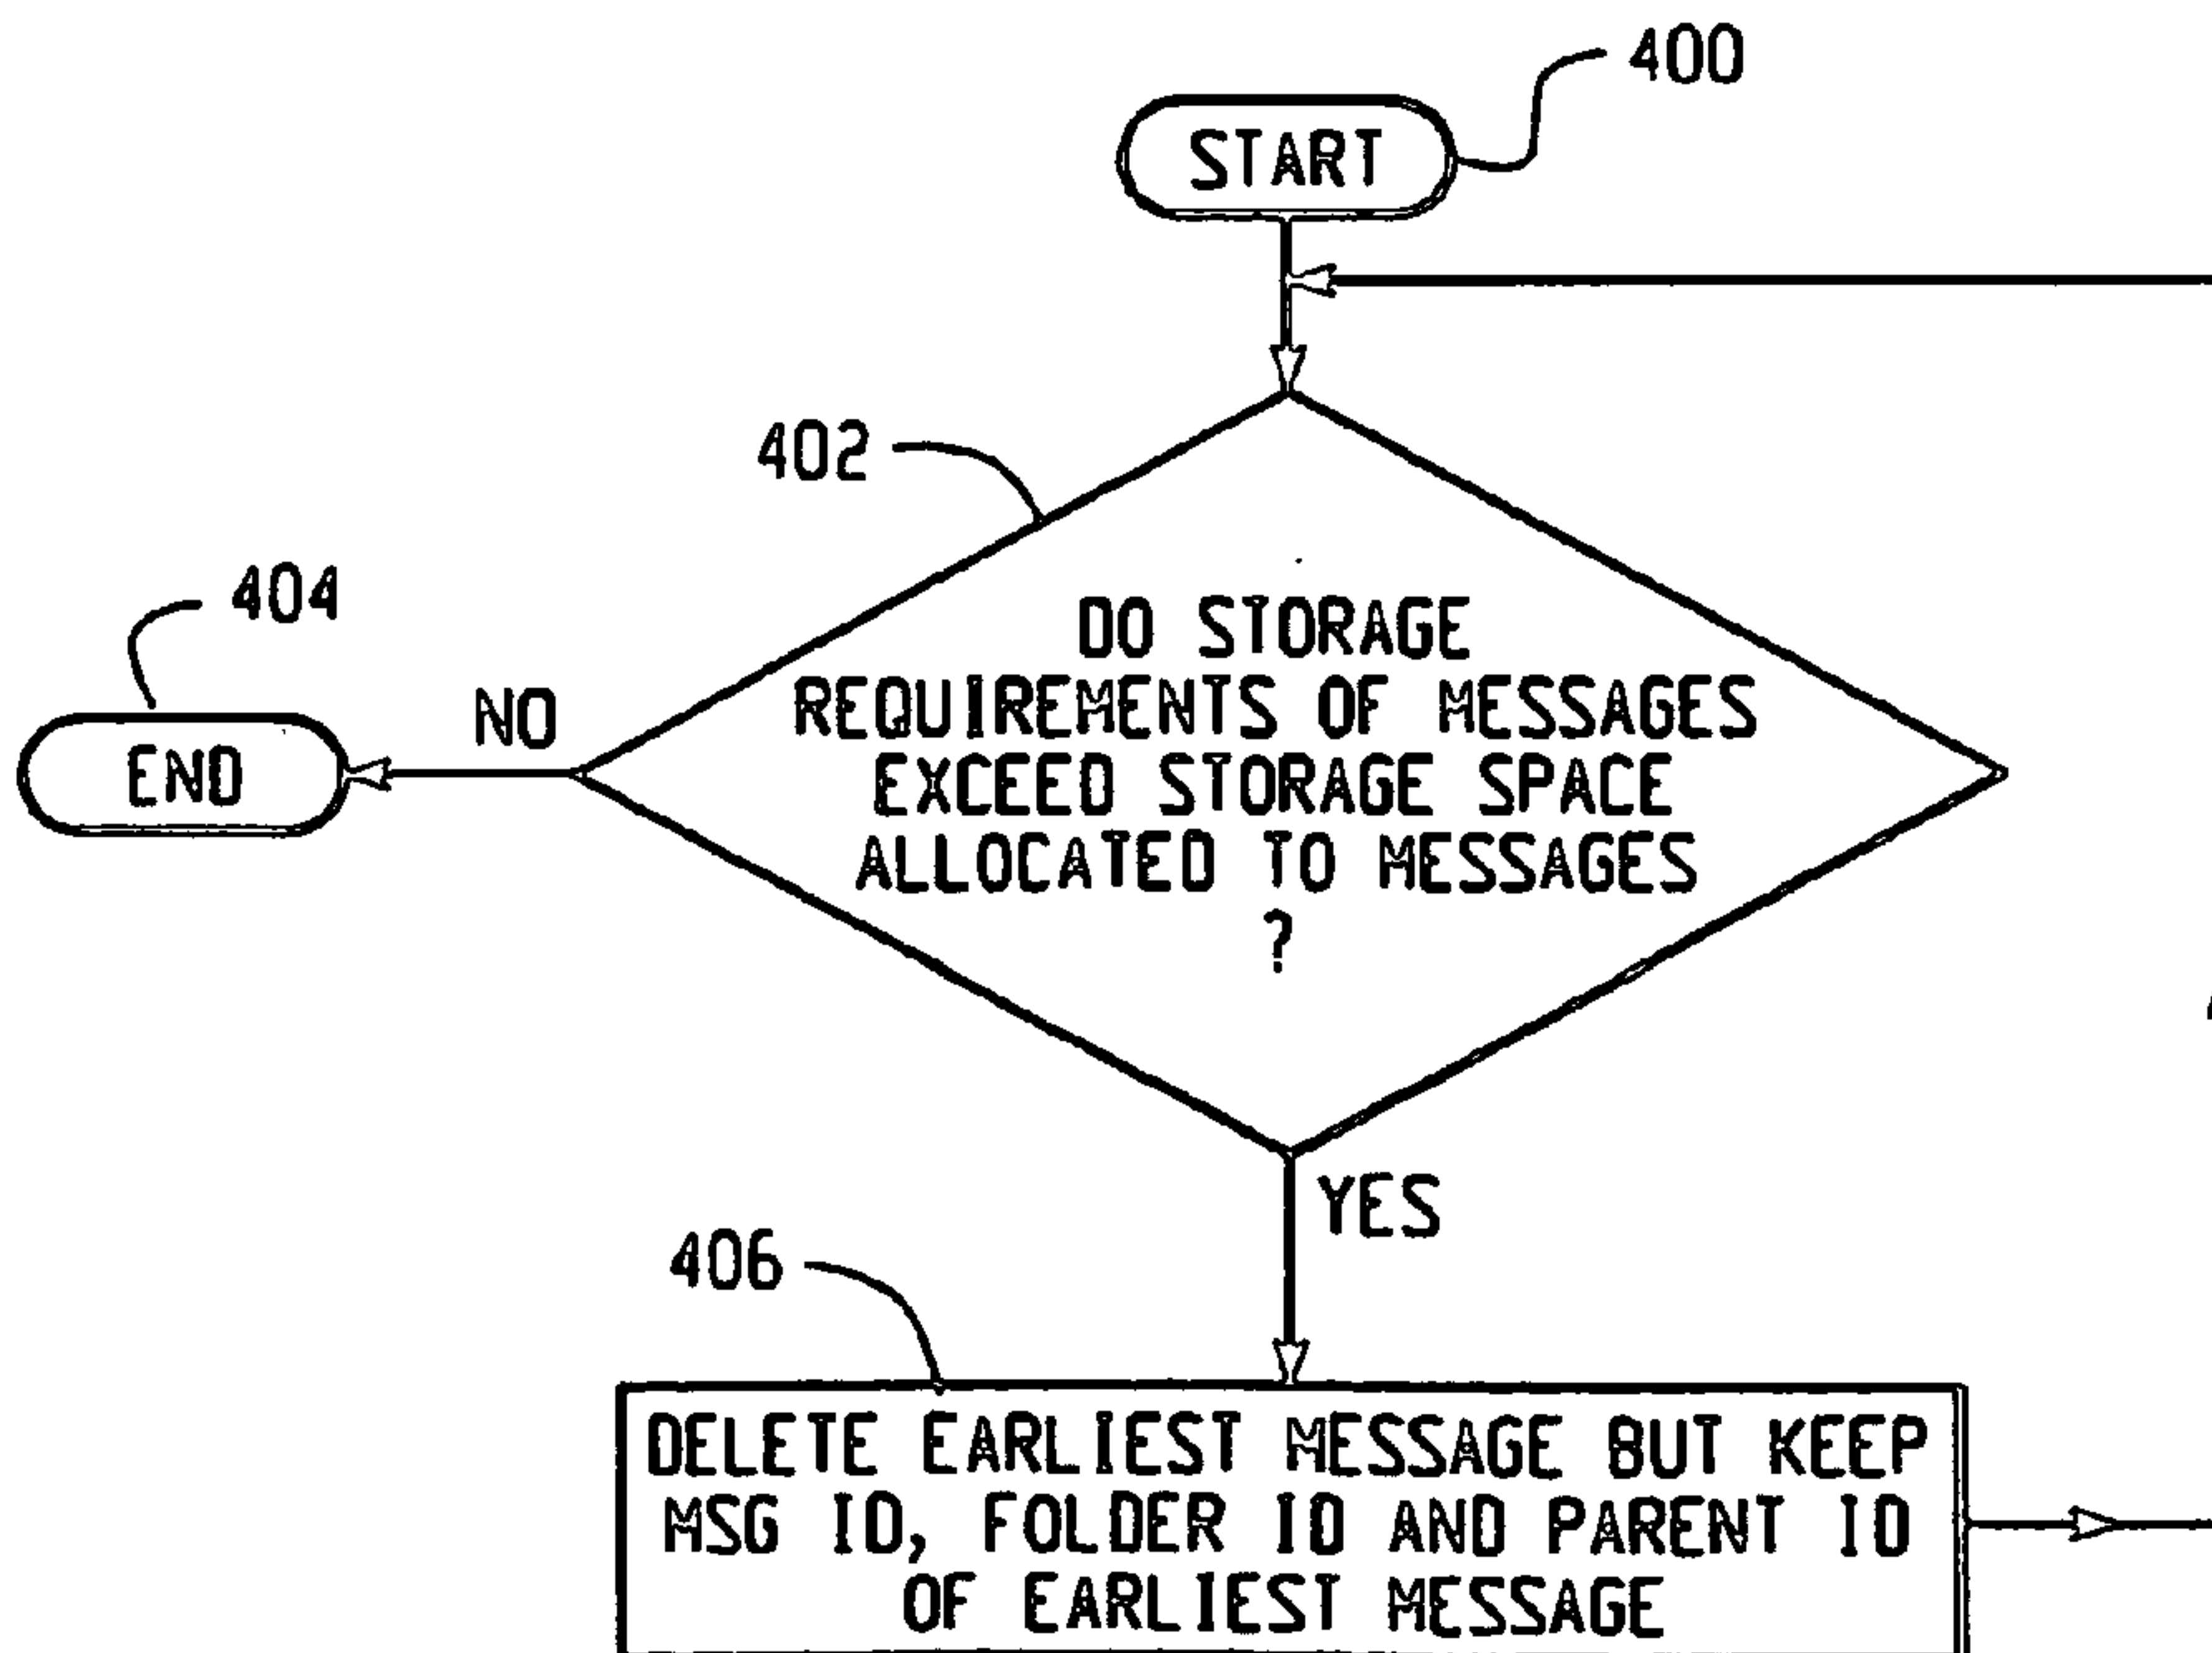 400
START
402
404
NO
END
DO STORAGE
REQUIREMENTS OF MESSAGES
EXCEED STORAGE SPACE
ALLOCATED TO MESSAGES
?
YES
406
DELETE EARLIEST MESSAGE BUT KEEP
MSG ID, FOLDER ID AND PARENT ID
OF EARLIEST MESSAGE